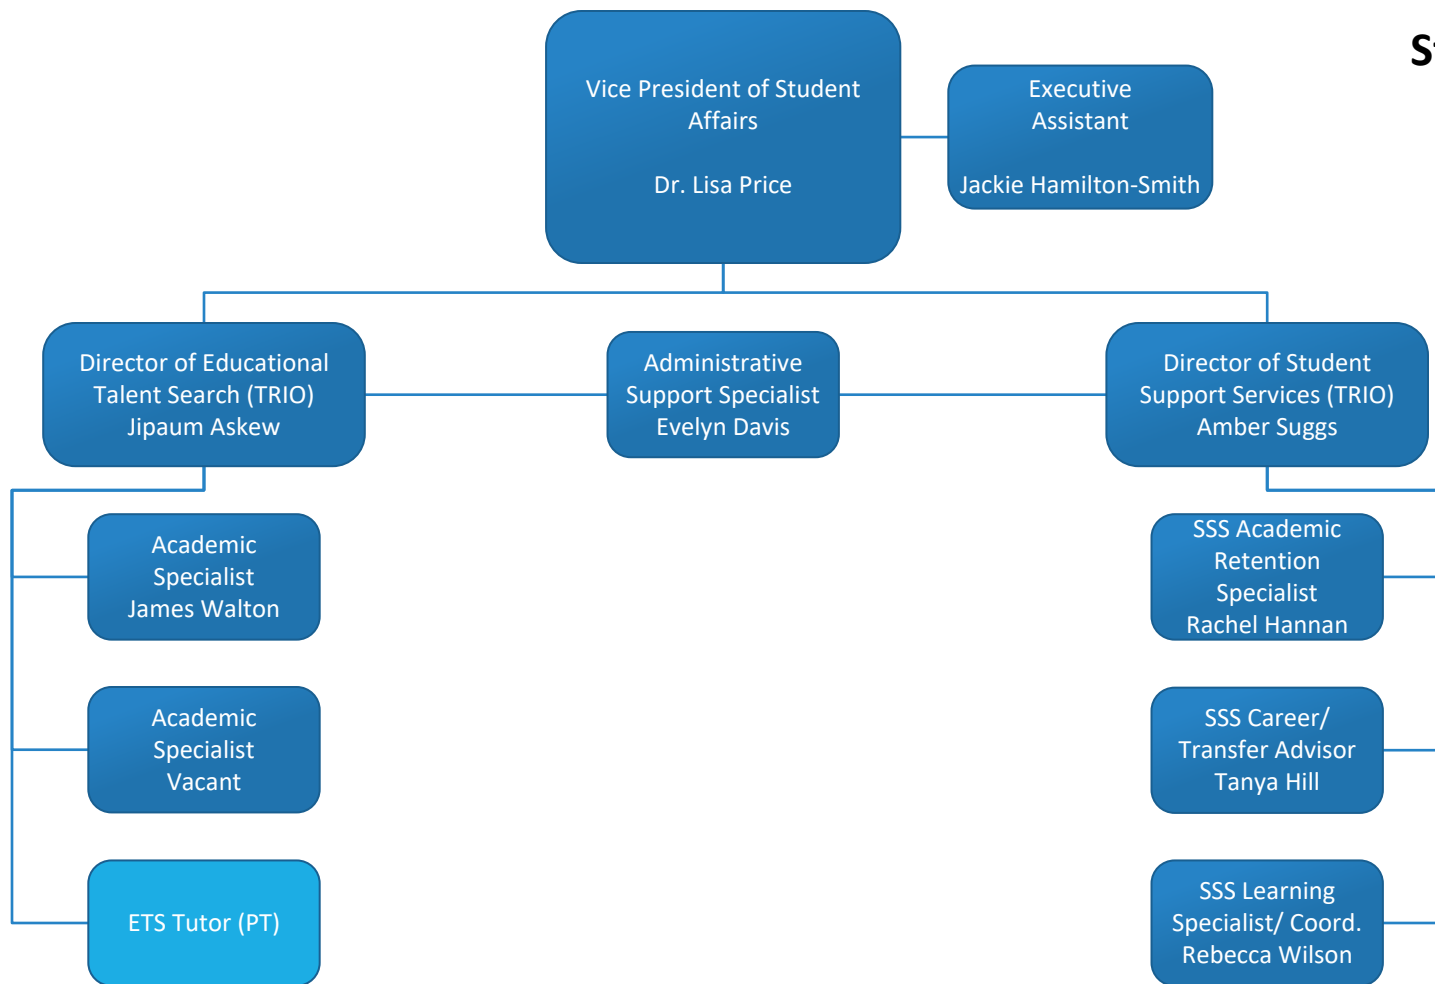 St
Vice President of Student
Affairs
Dr. Lisa Price
Executive
Assistant
Jackie Hamilton-Smith
Director of Educational
Talent Search (TRIO)
Jipaum Askew
Administrative
Support Specialist
Evelyn Davis
Director of Student
Support Services (TRIO)
Amber Suggs
Academic
Specialist
James Walton
SSS Academic
Retention
Specialist
Rachel Hannan
Academic
Specialist
Vacant
SSS Career/
Transfer Advisor
Tanya Hill
ETS Tutor (PT)
SSS Learning
Specialist/ Coord.
Rebecca Wilson